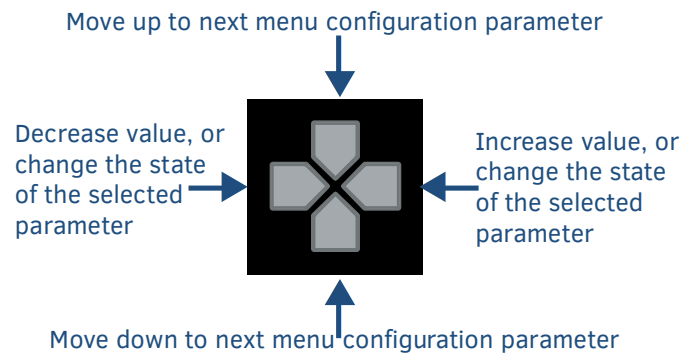 Move up to next menu configuration parameter
Decrease value, or
change the state
of the selected
parameter
Increase value, or
change the state
of the selected
parameter
Move down to next menu configuration parameter